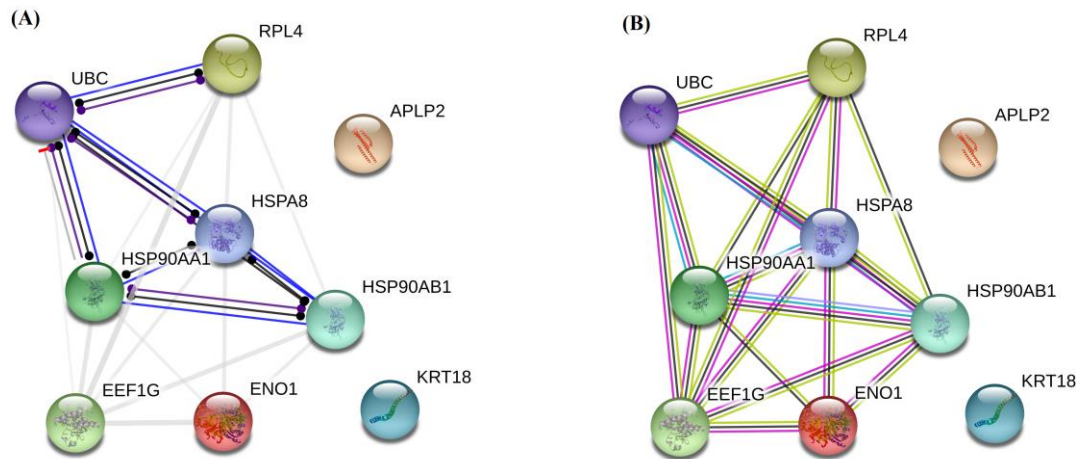 (A)
RPL4
UBC
APLP2
HSPA8
HSP90AA1
HSP90AB1
EEF1G
ENO1
KRT18
(B)
RPL4
UBC
APLP2
HSPA8
HSP90AA1
HSP90AB1
KRT18
EEF1G
ENO1